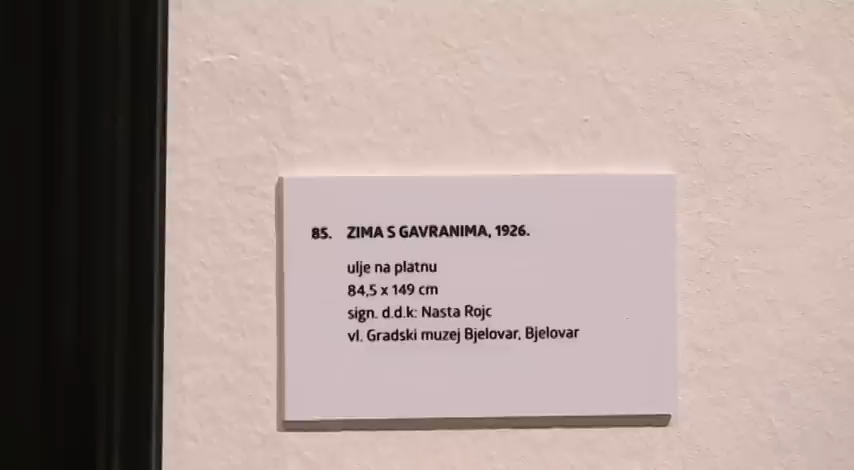 85. ZIMA S GAVRANIMA, 1926.
ulje na platnu
84,5 x 149 cm
sign. d.d.k: Nasta Rojc
vl. Gradski muzej Bjelovar, Bjelovar